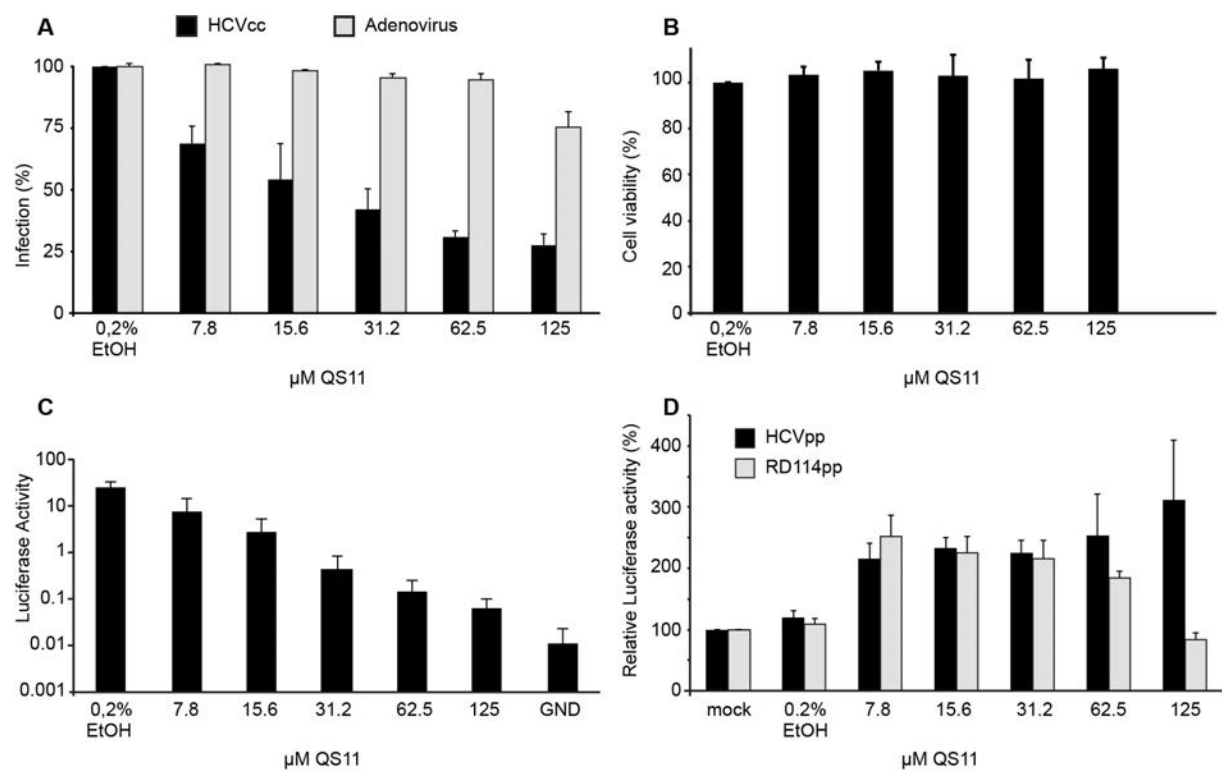 A
HCVcc
Adenovirus
100
75
50
25
0
Infection (%)
0,2%
EtOH
7.8
15.6
31.2
62.5
125
µM QS11
B
100
80
60
40
20
0
Cell viability (%)
0,2%
EtOH
7.8
15.6
31.2
62.5
125
µM QS11
C
100
10
1
0.1
0.01
0.001
Luciferase Activity
0,2%
EtOH
7.8
15.6
31.2
62.5
125
GND
µM QS11
D
HCVpp
RD114pp
400
300
200
100
0
Relative Luciferase activity (%)
mock
0.2%
EtOH
7.8
15.6
31.2
62.5
125
µM QS11